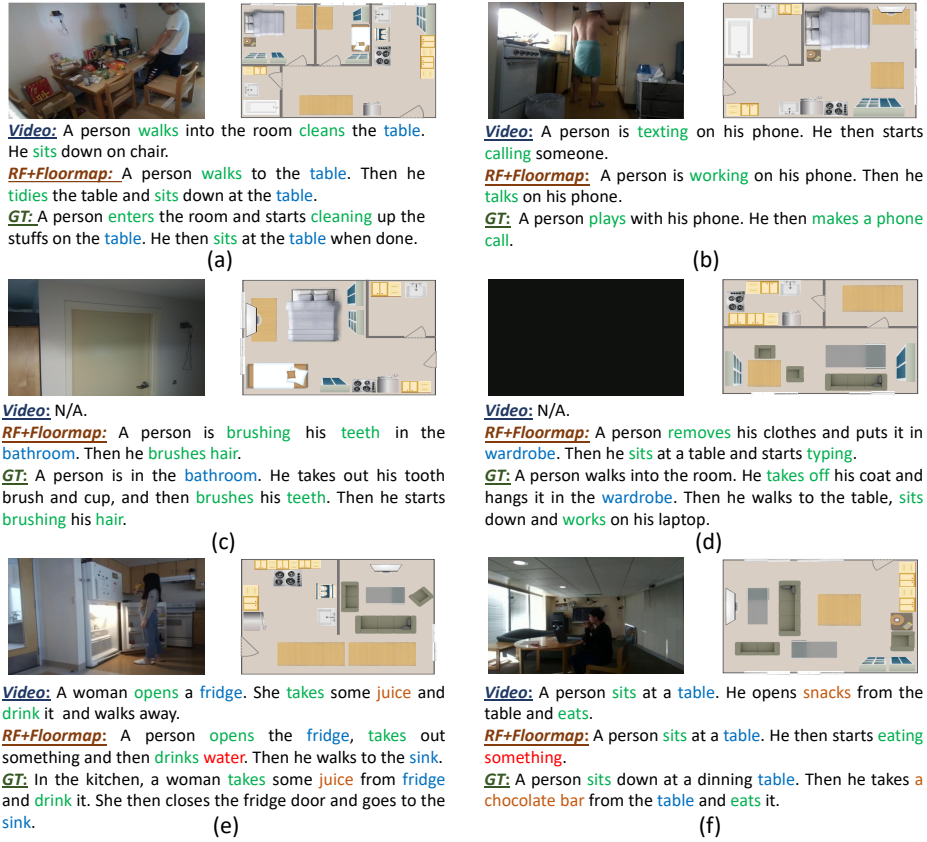 Video: A person walks into the room cleans the table.
He sits down on chair.
RF+Floormap: A person walks to the table. Then he
tidies the table and sits down at the table.
GT: A person enters the room and starts cleaning up the
stuffs on the table. He then sits at the table when done.
(a)
Video: A person is texting on his phone. He then starts
calling someone.
RF+Floormap: A person is working on his phone. Then he
talks on his phone.
GT: A person plays with his phone. He then makes a phone
call.
(b)
Video: N/A.
RF+Floormap: A person is brushing his teeth in the
bathroom. Then he brushes hair.
GT: A person is in the bathroom. He takes out his tooth
brush and cup, and then brushes his teeth. Then he starts
brushing his hair.
(c)
Video: N/A.
RF+Floormap: A person removes his clothes and puts it in
wardrobe. Then he sits at a table and starts typing.
GT: A person walks into the room. He takes off his coat and
hangs it in the wardrobe. Then he walks to the table, sits
down and works on his laptop.
(d)
Video: A woman opens a fridge. She takes some juice and
drink it and walks away.
RF+Floormap: A person opens the fridge, takes out
something and then drinks water. Then he walks to the sink.
GT: In the kitchen, a woman takes some juice from fridge
and drink it. She then closes the fridge door and goes to the
sink.
(e)
Video: A person sits at a table. He opens snacks from the
table and eats.
RF+Floormap: A person sits at a table. He then starts eating
something.
GT: A person sits down at a dinning table. Then he takes a
chocolate bar from the table and eats it.
(f)